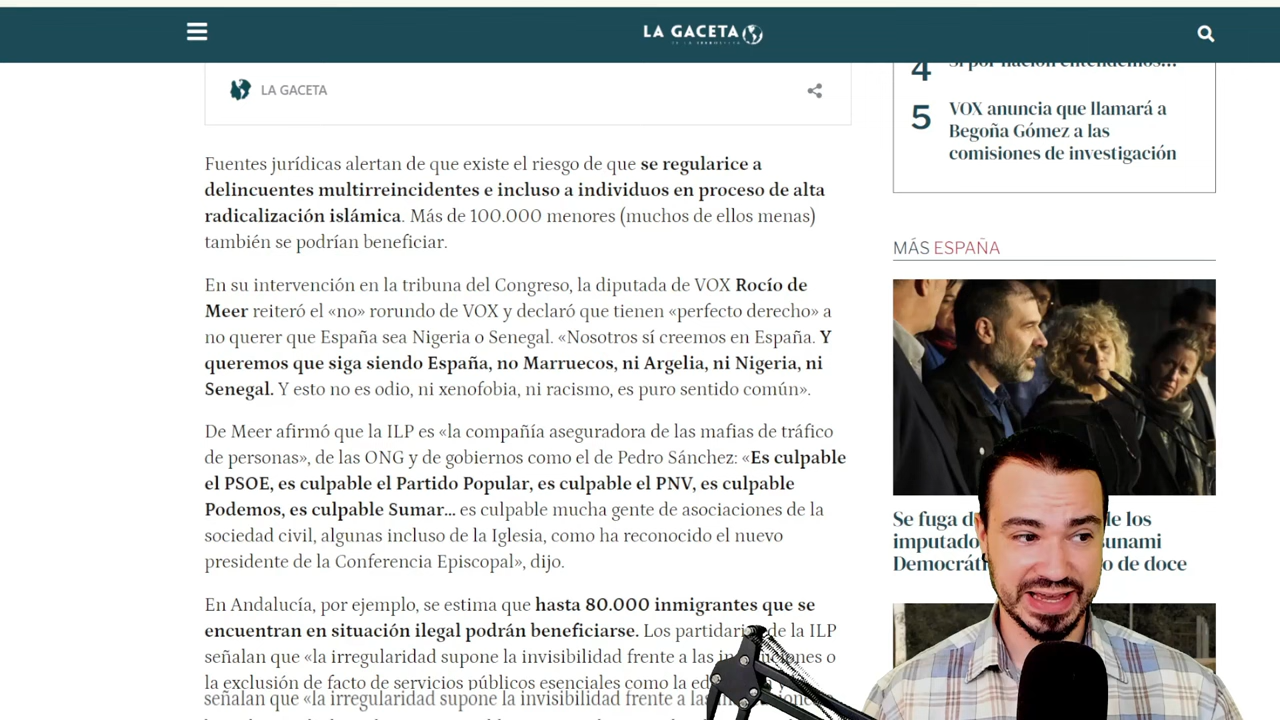 LA GACETA
4
Si por nación entendemos...
LA GACETA
5
VOX anuncia que llamará a
Begoña Gómez a las
comisiones de investigación
Fuentes jurídicas alertan de que existe el riesgo de que se regularice a
delincuentes multirreincidentes e incluso a individuos en proceso de alta
radicalización islámica. Más de 100.000 menores (muchos de ellos menas)
también se podrían beneficiar.
En su intervención en la tribuna del Congreso, la diputada de VOX Rocío de
Meer reiteró el «no» rorundo de VOX y declaró que tienen «perfecto derecho» a
no querer que España sea Nigeria o Senegal. «Nosotros sí creemos en España. Y
queremos que siga siendo España, no Marruecos, ni Argelia, ni Nigeria, ni
Senegal. Y esto no es odio, ni xenofobia, ni racismo, es puro sentido común».
De Meer afirmó que la ILP es «la compañía aseguradora de las mafias de tráfico
de personas», de las ONG y de gobiernos como el de Pedro Sánchez: «Es culpable
el PSOE, es culpable el Partido Popular, es culpable el PNV, es culpable
Podemos, es culpable Sumar... es culpable mucha gente de asociaciones de la
sociedad civil, algunas incluso de la Iglesia, como ha reconocido el nuevo
presidente de la Conferencia Episcopal», dijo.
En Andalucía, por ejemplo, se estima que hasta 80.000 inmigrantes que se
encuentran en situación ilegal podrán beneficiarse. Los partidarios de la ILP
señalan que «la irregularidad supone la invisibilidad frente a las instituciones o
la exclusión de facto de servicios públicos esenciales como la
señalan que «la irregularidad supone la invisibilidad frente a las
MÁS ESPAÑA
Se fuga de los
imputado
Democrát de doce